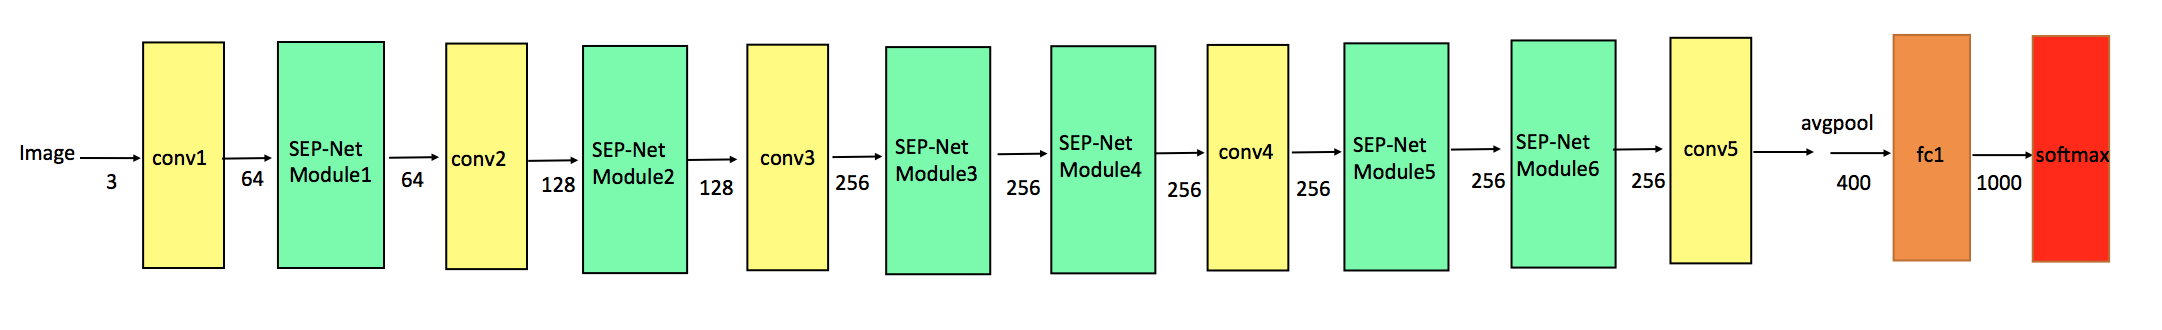 Image
3
conv1
64
SEP-Net
Module1
64
conv2
128
SEP-Net
Module2
128
conv3
256
SEP-Net
Module3
256
SEP-Net
Module4
256
conv4
256
SEP-Net
Module5
256
SEP-Net
Module6
256
conv5
avgpool
400
fc1
1000
softmax